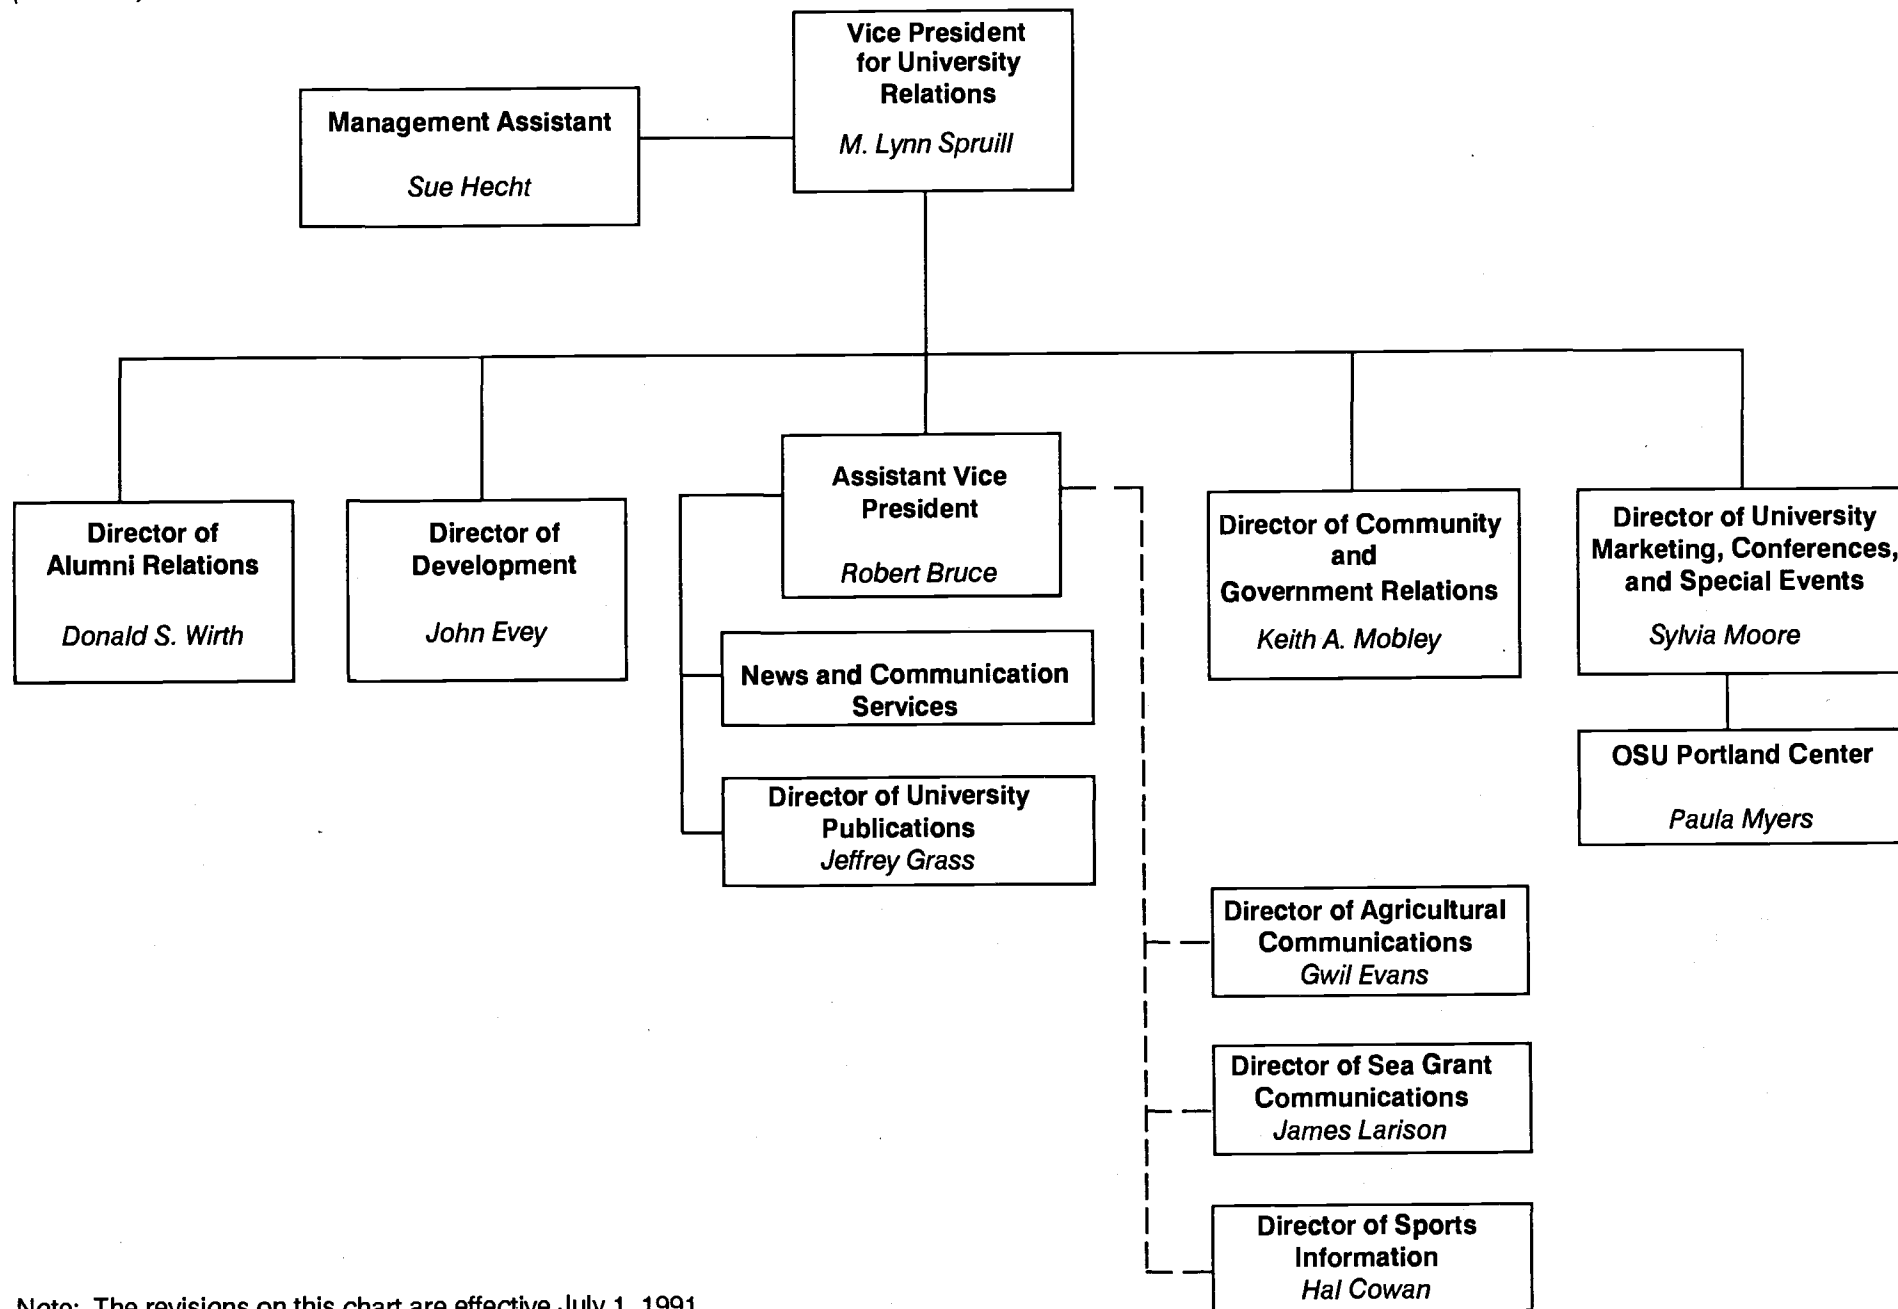 Vice President
for University
Relations
M. Lynn Spruill
Management Assistant
Sue Hecht
Director of
Alumni Relations
Donald S. Wirth
Director of
Development
John Evey
Assistant Vice
President
Robert Bruce
News and Communication
Services
Director of University
Publications
Jeffrey Grass
Director of Community
and
Government Relations
Keith A. Mobley
Director of University
Marketing, Conferences,
and Special Events
Sylvia Moore
OSU Portland Center
Paula Myers
Director of Agricultural
Communications
Gwil Evans
Director of Sea Grant
Communications
James Larison
Director of Sports
Information
Hal Cowan
Note: The revisions on this chart are effective July 1, 1991